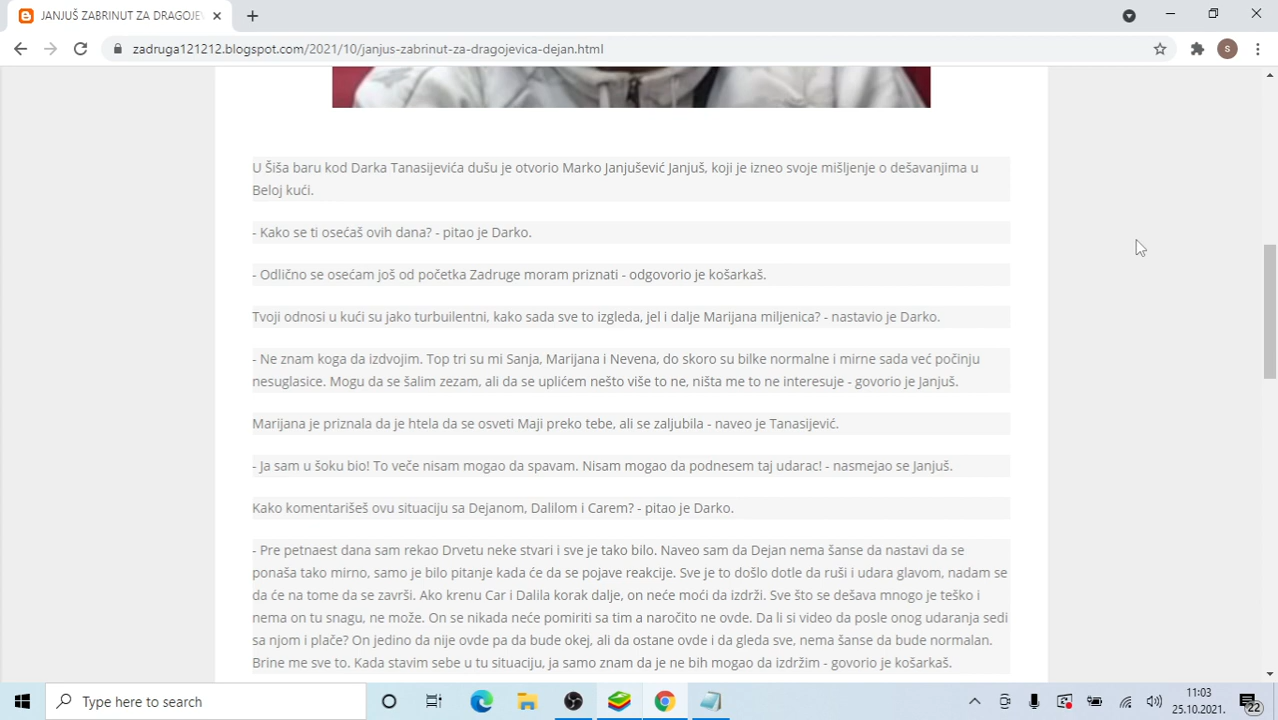 JANJUŠ ZABRINUT ZA DRAGOJEV
zadruga121212.blogspot.com/2021/10/janjus-zabrinut-za-dragojevica-dejan.html
S
U Šiša baru kod Darka Tanasijevića dušu je otvorio Marko Janjušević Janjuš, koji je izneo svoje mišljenje o dešavanjima u
Beloj kući.
- Kako se ti osećaš ovih dana? - pitao je Darko.
- Odlično se osećam još od početka Zadruge moram priznati - odgovorio je košarkaš.
Tvoji odnosi u kući su jako turbuilentni, kako sada sve to izgleda, jel i dalje Marijana miljenica? - nastavio je Darko.
- Ne znam koga da izdvojim. Top tri su mi Sanja, Marijana i Nevena, do skoro su bilke normalne i mirne sada već počinju
nesuglasice. Mogu da se šalim zezam, ali da se uplićem nešto više to ne, ništa me to ne interesuje - govorio je Janjuš.
Marijana je priznala da je htela da se osveti Maji preko tebe, ali se zaljubila - naveo je Tanasijević.
- Ja sam u šoku bio! To veče nisam mogao da spavam. Nisam mogao da podnesem taj udarac! - nasmejao se Janjuš.
Kako komentarišeš ovu situaciju sa Dejanom, Dalilom i Carem? - pitao je Darko.
- Pre petnaest dana sam rekao Drvetu neke stvari i sve je tako bilo. Naveo sam da Dejan nema šanse da nastavi da se
ponaša tako mirno, samo je bilo pitanje kada će da se pojave reakcije. Sve je to došlo dotle da ruši i udara glavom, nadam se
da će na tome da se završi. Ako krenu Car i Dalila korak dalje, on neće moći da izdrži. Sve što se dešava mnogo je teško i
nema on tu snagu, ne može. On se nikada neće pomiriti sa tim a naročito ne ovde. Da li si video da posle onog udaranja sedi
sa njom i plače? On jedino da nije ovde pa da bude okej, ali da ostane ovde i da gleda sve, nema šanse da bude normalan.
Brine me sve to. Kada stavim sebe u tu situaciju, ja samo znam da je ne bih mogao da izdržim - govorio je košarkaš.
Type here to search
11:03
25.10.2021.
22